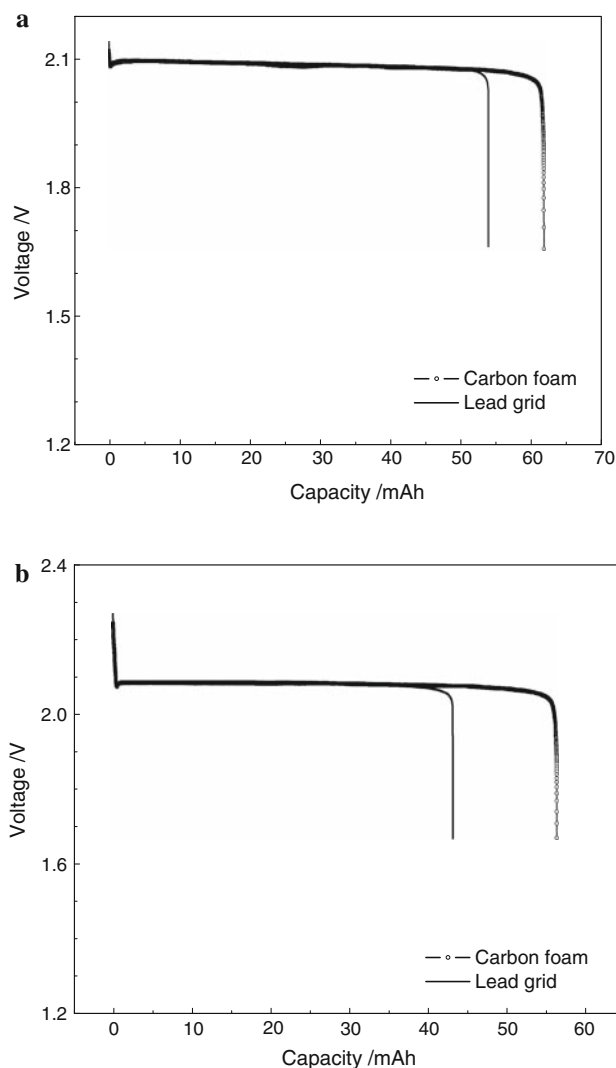 a
2.1
1.8
1.5
1.2
Voltage /V
Carbon foam
Lead grid
0 10 20 30 40 50 60 70
Capacity /mAh
b
2.4
2.0
1.6
1.2
Voltage /V
Carbon foam
Lead grid
0 10 20 30 40 50 60
Capacity /mAh